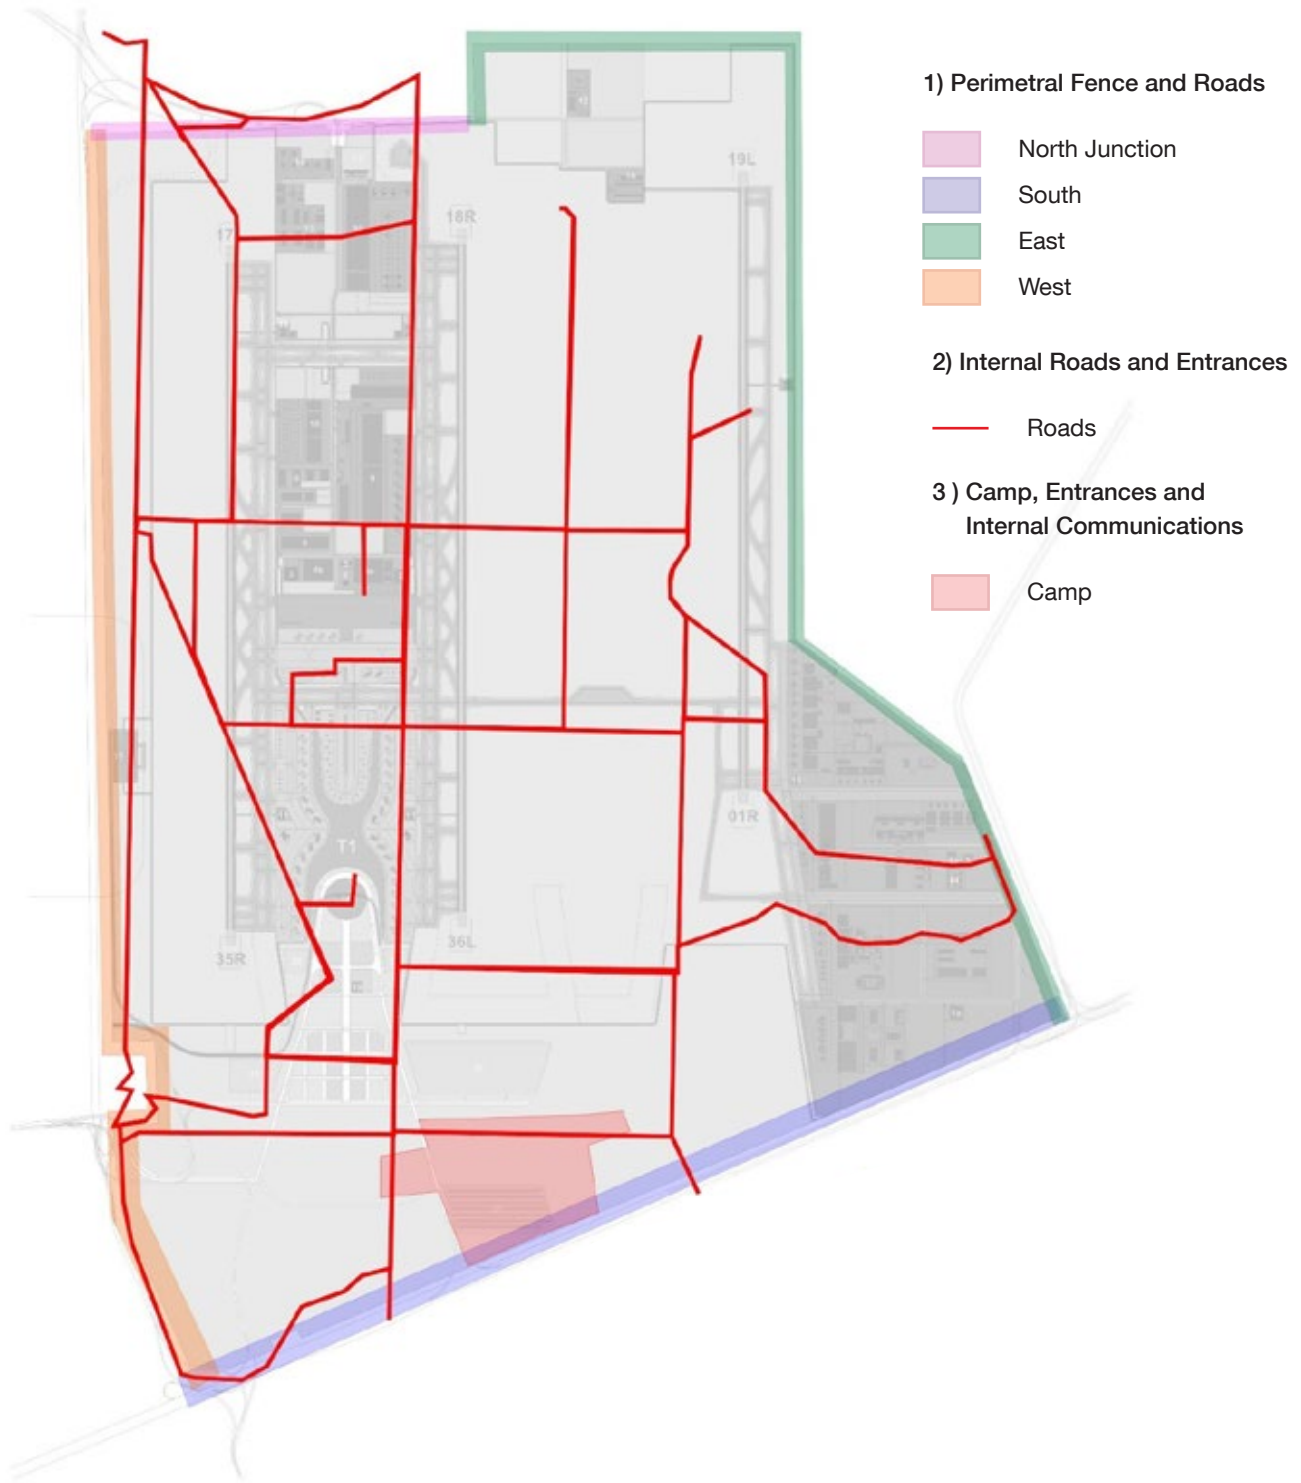 1) Perimetral Fence and Roads
North Junction
South
East
West
2) Internal Roads and Entrances
Roads
3 ) Camp, Entrances and
Internal Communications
Camp
19L
18R
17
01R
T1
36L
35R